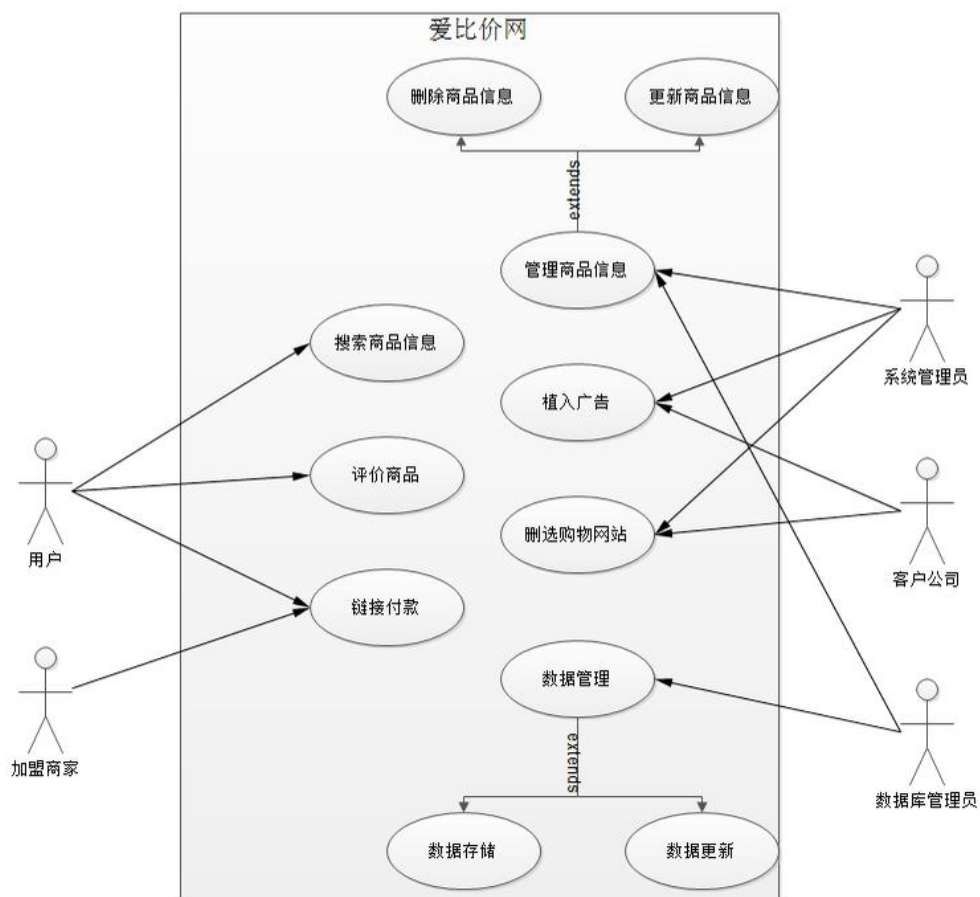 爱比价网
删除商品信息
更新商品信息
extends
管理商品信息
搜索商品信息
系统管理员
植入广告
评价商品
用户
删选购物网站
客户公司
链接付款
加盟商家
数据管理
extends
数据库管理员
数据存储
数据更新